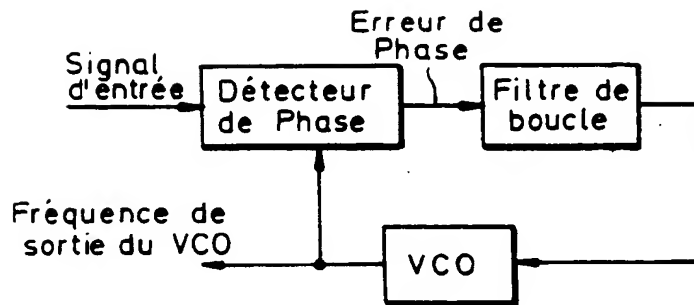 Erreur de
Phase
Signal
d'entrée
Détecteur
de Phase
Filtre de
boucle
Fréquence de
sortie du VCO
VCO